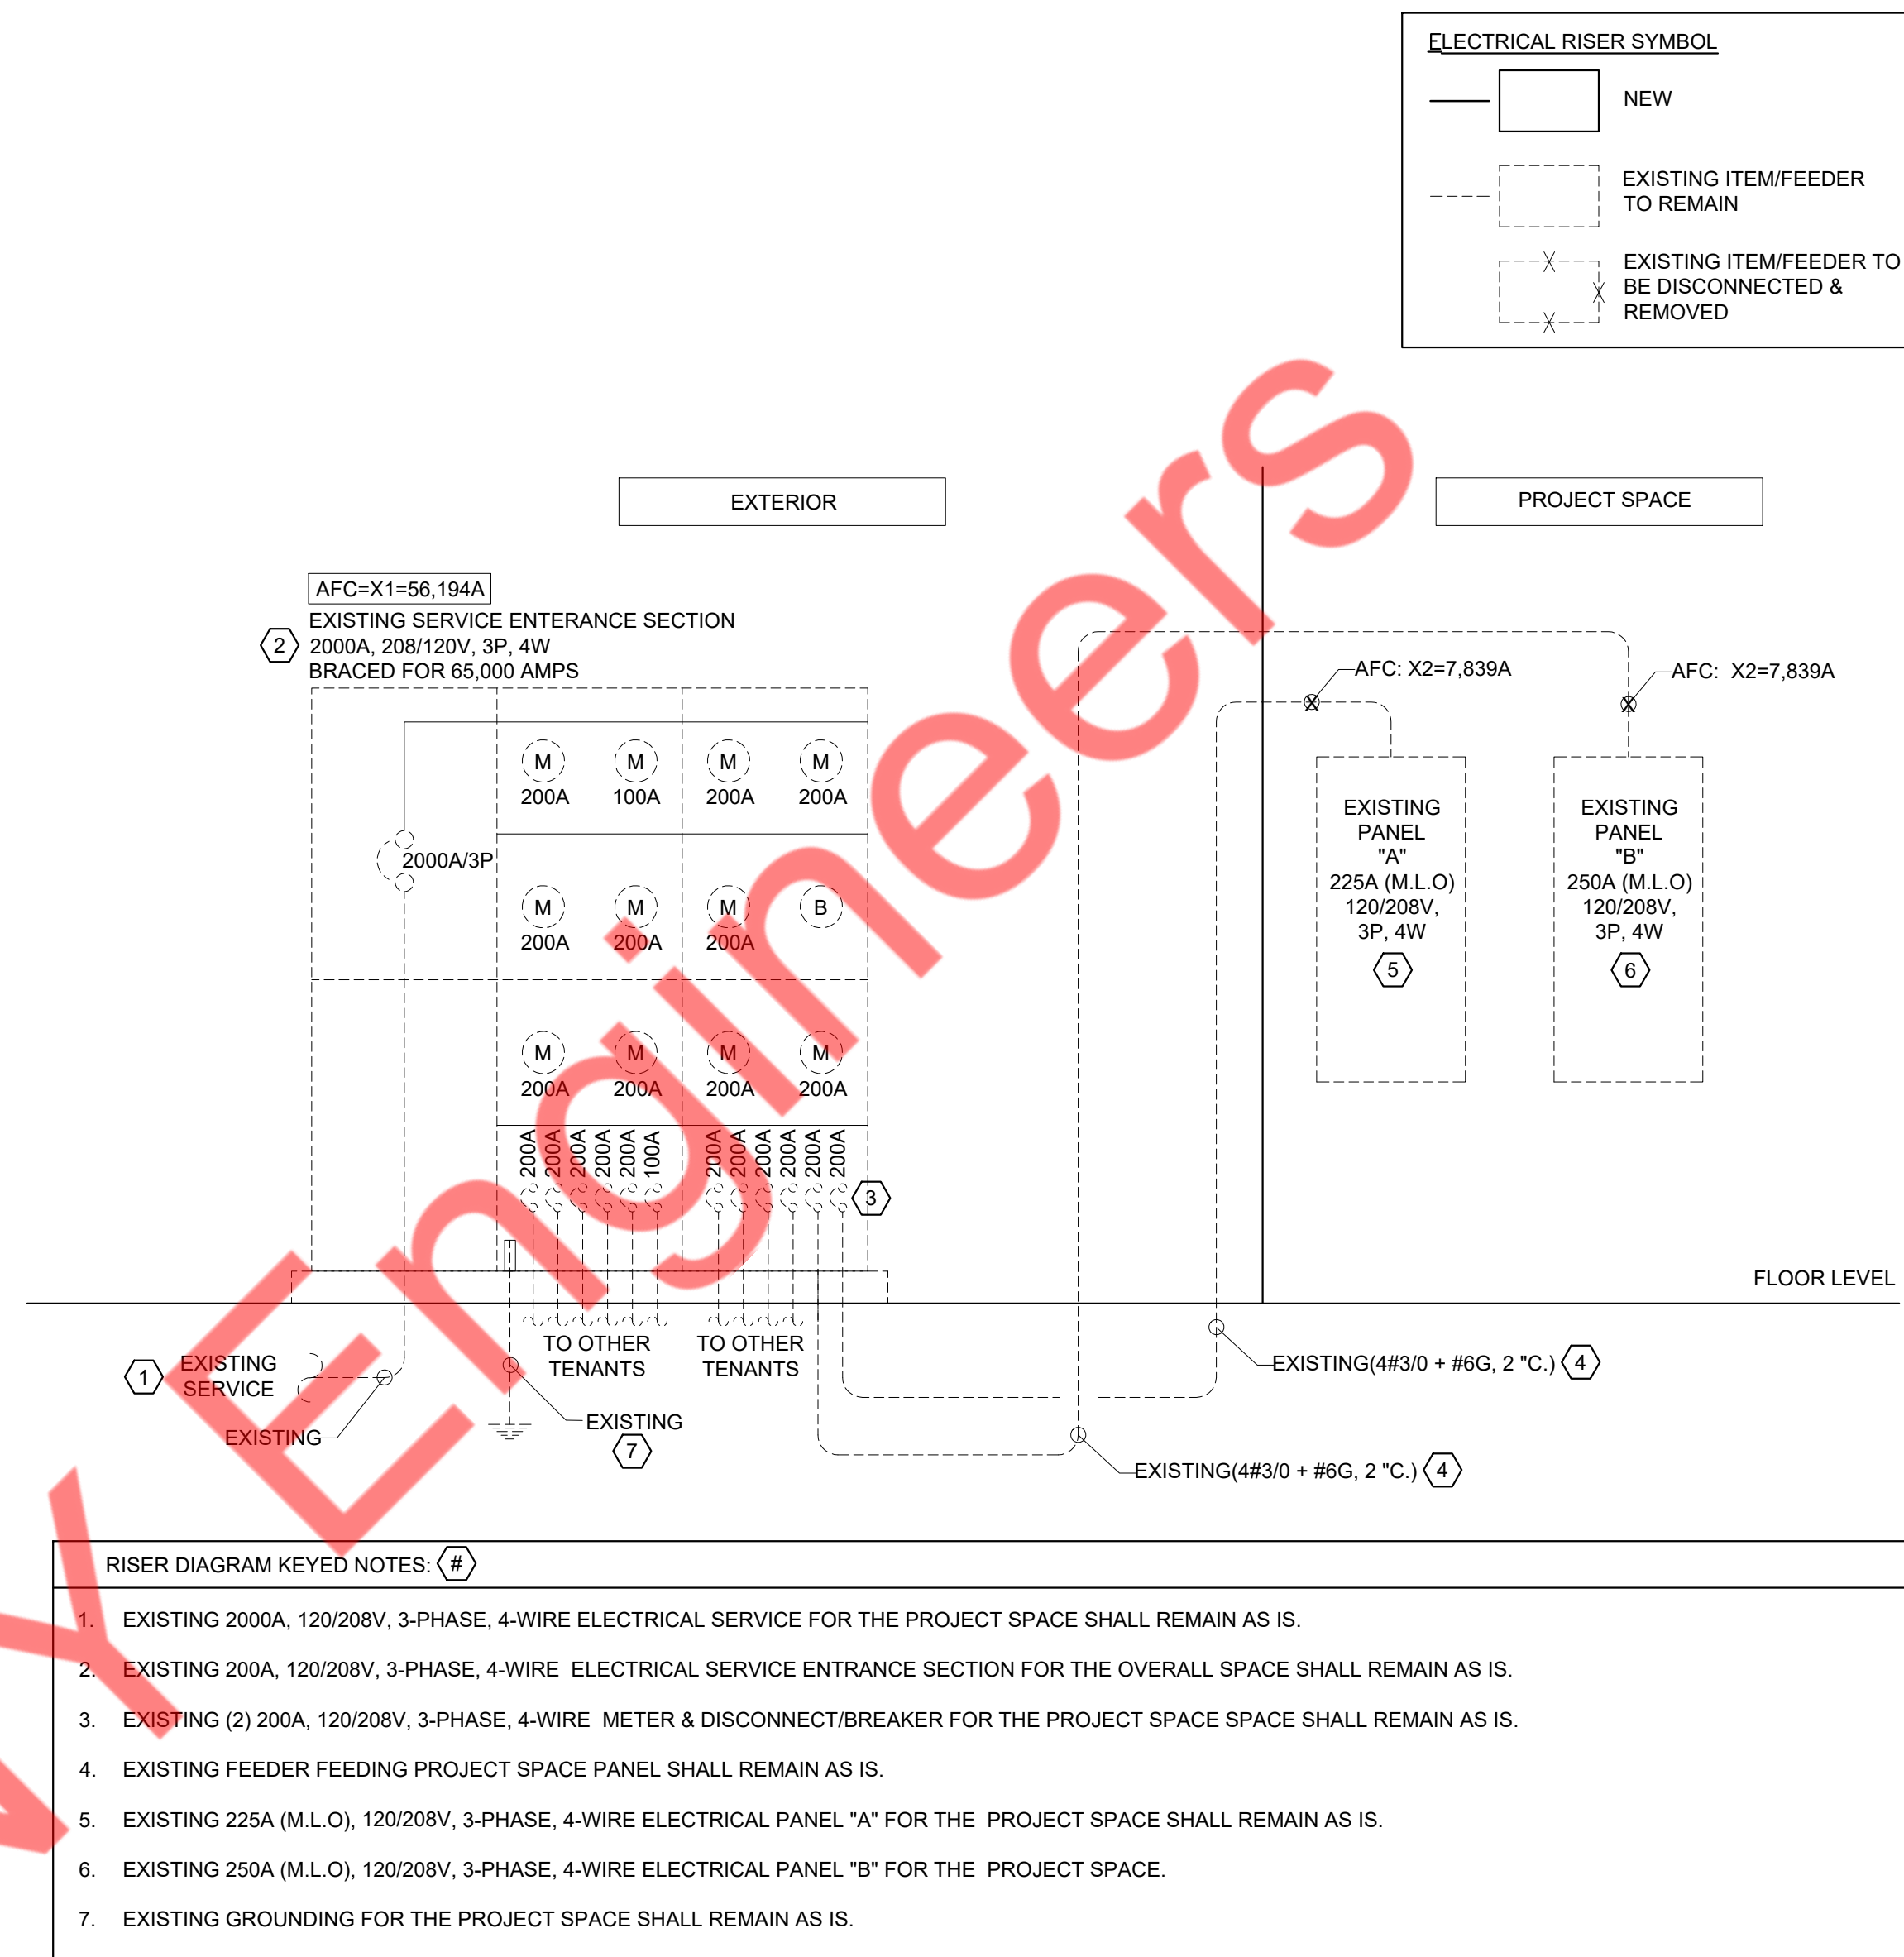 ELECTRICAL RISER SYMBOL
NEW
EXISTING ITEM/FEEDER
TO REMAIN
EXISTING ITEM/FEEDER TO
BE DISCONNECTED &
REMOVED
EXTERIOR
PROJECT SPACE
AFC=X1=56,194A
EXISTING SERVICE ENTERANCE SECTION
2
2000A, 208/120V, 3P, 4W
BRACED FOR 65,000 AMPS
AFC: X2=7,839A
AFC: X2=7,839A
X
X
M M M M
200A 100A 200A 200A
2000A/3P
M M M B
200A 200A 200A
M M M M
200A 200A 200A 200A
EXISTING
PANEL
"A"
225A (M.L.O)
120/208V,
3P, 4W
5
EXISTING
PANEL
"B"
250A (M.L.O)
120/208V,
3P, 4W
6
200A 200A 200A 200A 200A 100A 200A 200A 200A 200A 200A 200A
3
FLOOR LEVEL
TO OTHER
TENANTS
TO OTHER
TENANTS
1
EXISTING
SERVICE
EXISTING
EXISTING
7
EXISTING(4#3/0 + #6G, 2 "C.) 4
EXISTING(4#3/0 + #6G, 2 "C.) 4
RISER DIAGRAM KEYED NOTES: #
1. EXISTING 2000A, 120/208V, 3-PHASE, 4-WIRE ELECTRICAL SERVICE FOR THE PROJECT SPACE SHALL REMAIN AS IS.
2. EXISTING 200A, 120/208V, 3-PHASE, 4-WIRE ELECTRICAL SERVICE ENTRANCE SECTION FOR THE OVERALL SPACE SHALL REMAIN AS IS.
3. EXISTING (2) 200A, 120/208V, 3-PHASE, 4-WIRE METER & DISCONNECT/BREAKER FOR THE PROJECT SPACE SPACE SHALL REMAIN AS IS.
4. EXISTING FEEDER FEEDING PROJECT SPACE PANEL SHALL REMAIN AS IS.
5. EXISTING 225A (M.L.O), 120/208V, 3-PHASE, 4-WIRE ELECTRICAL PANEL "A" FOR THE PROJECT SPACE SHALL REMAIN AS IS.
6. EXISTING 250A (M.L.O), 120/208V, 3-PHASE, 4-WIRE ELECTRICAL PANEL "B" FOR THE PROJECT SPACE.
7. EXISTING GROUNDING FOR THE PROJECT SPACE SHALL REMAIN AS IS.
Engineers